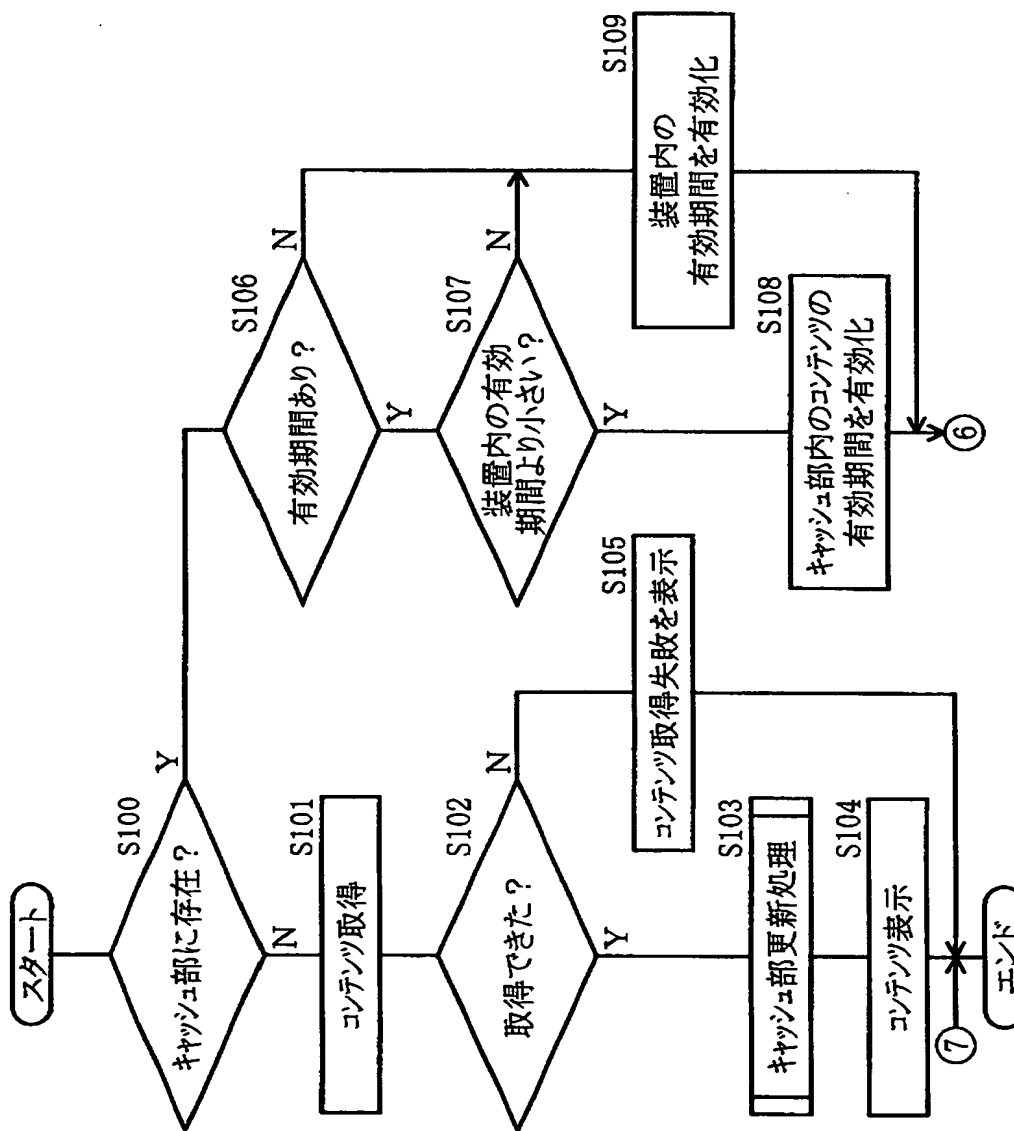 スタート
S100
キャッシュ部に存在？
Y
N
S101
コンテンツ取得
S102
取得できた？
N
Y
S103
キャッシュ部更新処理
S104
コンテンツ表示
S105
コンテンツ取得失敗を表示
⑦
エンド
S106
有効期間あり？
N
Y
S107
装置内の有効
期間より小さい？
N
Y
S108
キャッシュ部内のコンテンツの
有効期間を有効化
S109
装置内の
有効期間を有効化
⑥